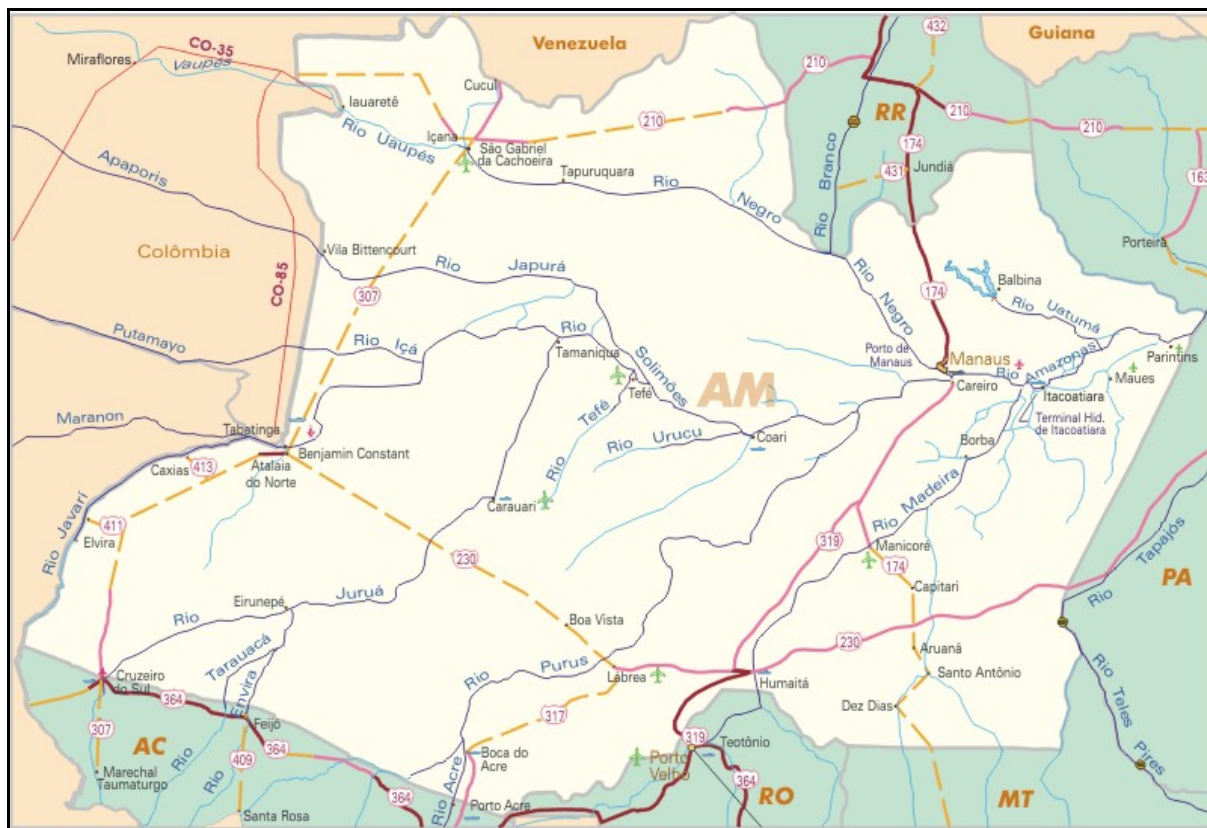 432
Venezuela
Guiana
CO-35
Miraflores
Vaupés
210
Cucul
Iauaretê
RR
210
Içana
210
210
São Gabriel
da Cachoeira
Rio Uaupés
174
Apaporis
Tapuruquara
Rio
Negro
Rio Branco
431
Jundiá
163
Colômbia
Vila Bittencourt
Porteira
Rio
Japurá
CO-85
307
Rio Negro
174
Balbina
Rio Uatumã
Putamayo
Rio Içá
Rio
Solimões
Tamaniqua
Porto de
Manaus
Manaus
Rio Amazonas
Parintins
Tefé
AM
Careiro
Maues
Itacoatiara
Maranon
Rio Tefé
Terminal Hid.
de Itacoatiara
Tabatinga
Rio Urucu
Coari
Borba
Benjamin Constant
Caxias
413
Atalaia
do Norte
Rio Javarí
Carauari
Rio Madeira
411
Elvira
319
Rio Tapajós
230
Manicoré
174
PA
Capitari
Eirunepé
Rio
Juruá
Boa Vista
230
Tarauacá
Aruanã
Rio
Purus
Cruzeiro
do Sul
Lábrea
Humaitá
Santo Antônio
364
Rio Envira
Rio Teles Pires
Feijó
317
Dez Dias
307
AC
364
319
Teotônio
409
Boca do
Acre
Porto
Velho
Marechal
Taumaturgo
Rio
364
364
RO
MT
Rio Acre
Porto Acre
Santa Rosa